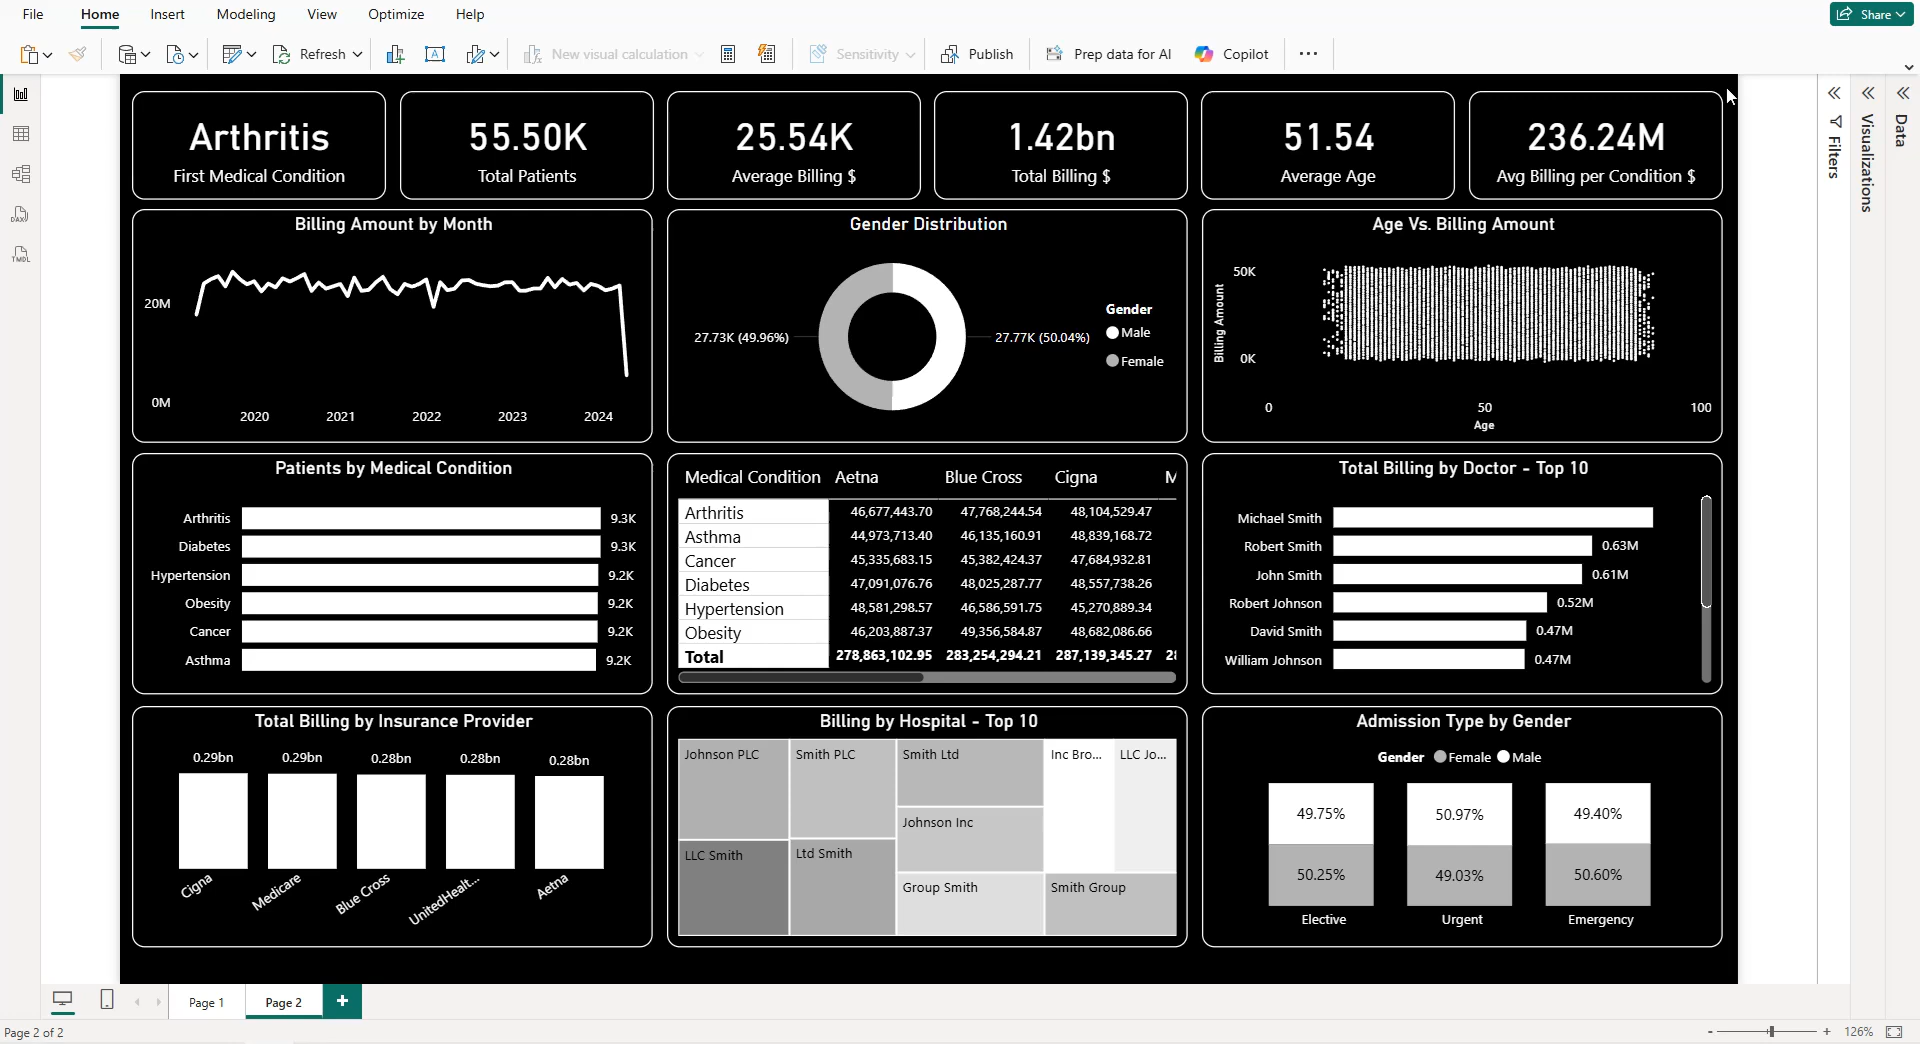 File Home Insert Modeling View Optimize Help Share
Refresh New visual calculation Sensitivity Publish Prep data for AI Copilot
Arthritis
First Medical Condition
55.50K
Total Patients
25.54K
Average Billing $
1.42bn
Total Billing $
51.54
Average Age
236.24M
Avg Billing per Condition $
Filters
Visualizations
Data
DAX
TMDL
Billing Amount by Month
20M
0M
2020 2021 2022 2023 2024
Gender Distribution
27.73K (49.96%)
27.77K (50.04%)
Gender
Male
Female
Age Vs. Billing Amount
Billing Amount
50K
0K
0 50 100
Age
Patients by Medical Condition
Arthritis 9.3K
Diabetes 9.3K
Hypertension 9.2K
Obesity 9.2K
Cancer 9.2K
Asthma 9.2K
Medical Condition Aetna Blue Cross Cigna M
Arthritis 46,677,443.70 47,768,244.54 48,104,529.47
Asthma 44,973,713.40 46,135,160.91 48,839,168.72
Cancer 45,335,683.15 45,382,424.37 47,684,932.81
Diabetes 47,091,076.76 48,025,287.77 48,557,738.26
Hypertension 48,581,298.57 46,586,591.75 45,270,889.34
Obesity 46,203,887.37 49,356,584.87 48,682,086.66
Total 278,863,102.95 283,254,294.21 287,139,345.27 28
Total Billing by Doctor - Top 10
Michael Smith
Robert Smith 0.63M
John Smith 0.61M
Robert Johnson 0.52M
David Smith 0.47M
William Johnson 0.47M
Total Billing by Insurance Provider
0.29bn 0.29bn 0.28bn 0.28bn 0.28bn
Cigna Medicare Blue Cross UnitedHealt... Aetna
Billing by Hospital - Top 10
Johnson PLC
Smith PLC
Smith Ltd
Inc Bro...
LLC Jo...
Johnson Inc
LLC Smith
Ltd Smith
Group Smith
Smith Group
Admission Type by Gender
Gender Female Male
49.75% 50.97% 49.40%
50.25% 49.03% 50.60%
Elective Urgent Emergency
Page 1 Page 2 +
Page 2 of 2
- + 126%